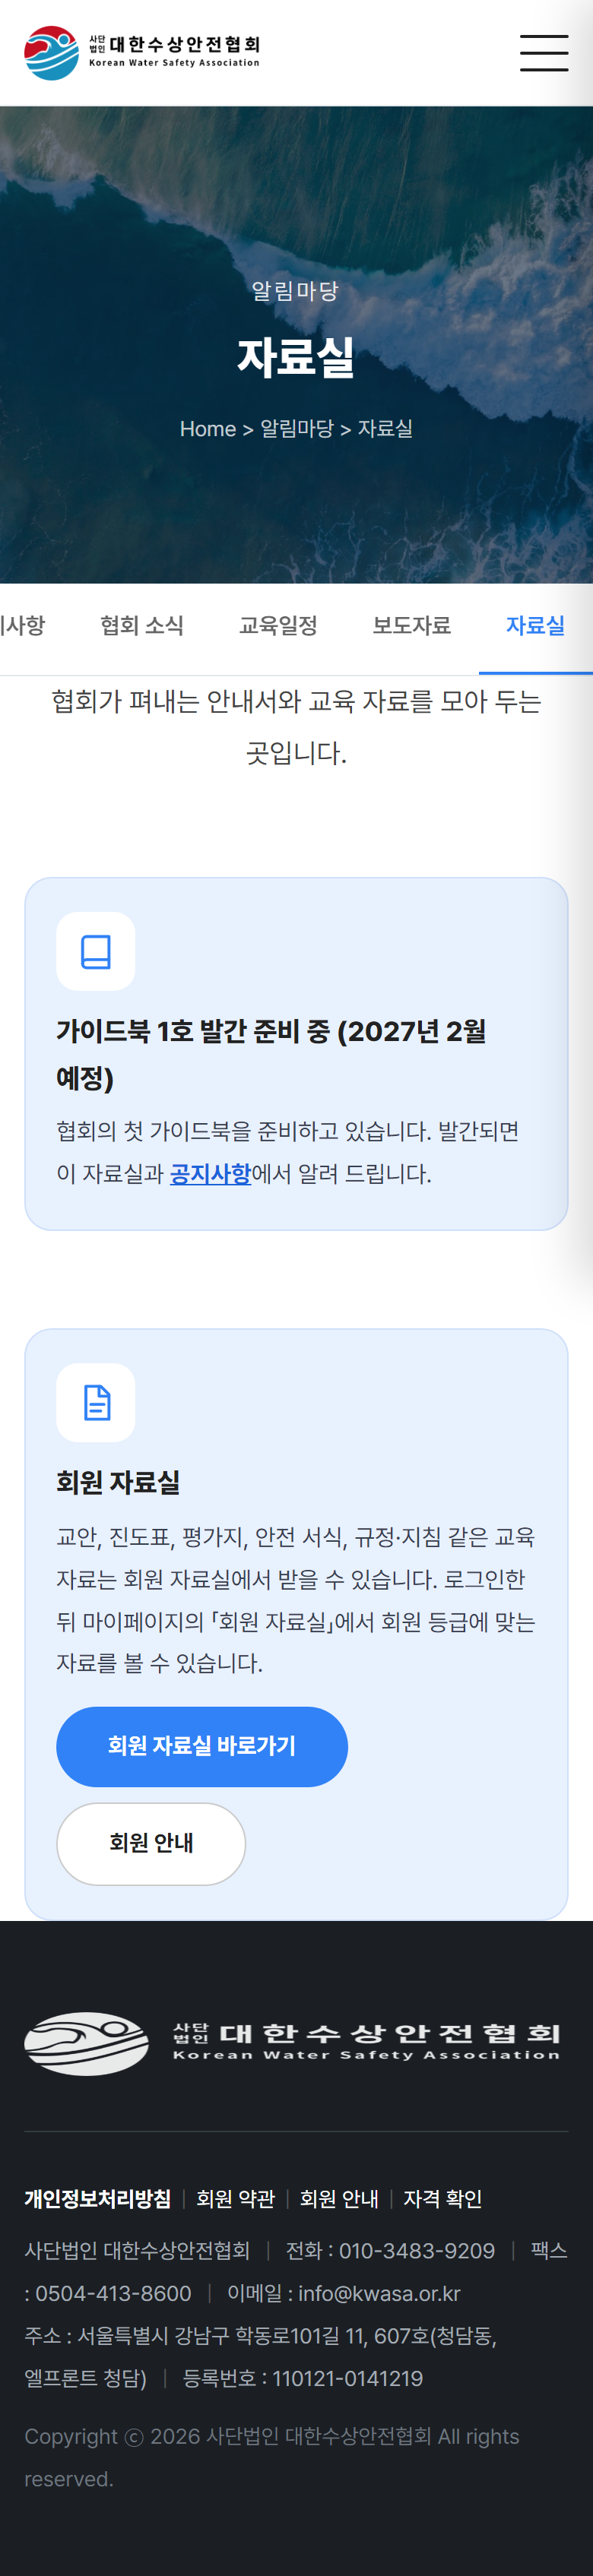 사단
법인 대한수상안전협회
Korean Water Safety Association
알림마당
자료실
Home > 알림마당 > 자료실
사항 협회 소식 교육일정 보도자료 자료실
협회가 펴내는 안내서와 교육 자료를 모아 두는
곳입니다.
가이드북 1호 발간 준비 중 (2027년 2월
예정)
협회의 첫 가이드북을 준비하고 있습니다. 발간되면
이 자료실과 공지사항에서 알려 드립니다.
회원 자료실
교안, 진도표, 평가지, 안전 서식, 규정·지침 같은 교육
자료는 회원 자료실에서 받을 수 있습니다. 로그인한
뒤 마이페이지의 「회원 자료실」에서 회원 등급에 맞는
자료를 볼 수 있습니다.
회원 자료실 바로가기
회원 안내
사단
법인 대한수상안전협회
Korean Water Safety Association
개인정보처리방침 | 회원 약관 | 회원 안내 | 자격 확인
사단법인 대한수상안전협회 | 전화 : 010-3483-9209 | 팩스
: 0504-413-8600 | 이메일 : info@kwasa.or.kr
주소 : 서울특별시 강남구 학동로101길 11, 607호(청담동,
엘프론트 청담) | 등록번호 : 110121-0141219
Copyright ⓒ 2026 사단법인 대한수상안전협회 All rights
reserved.